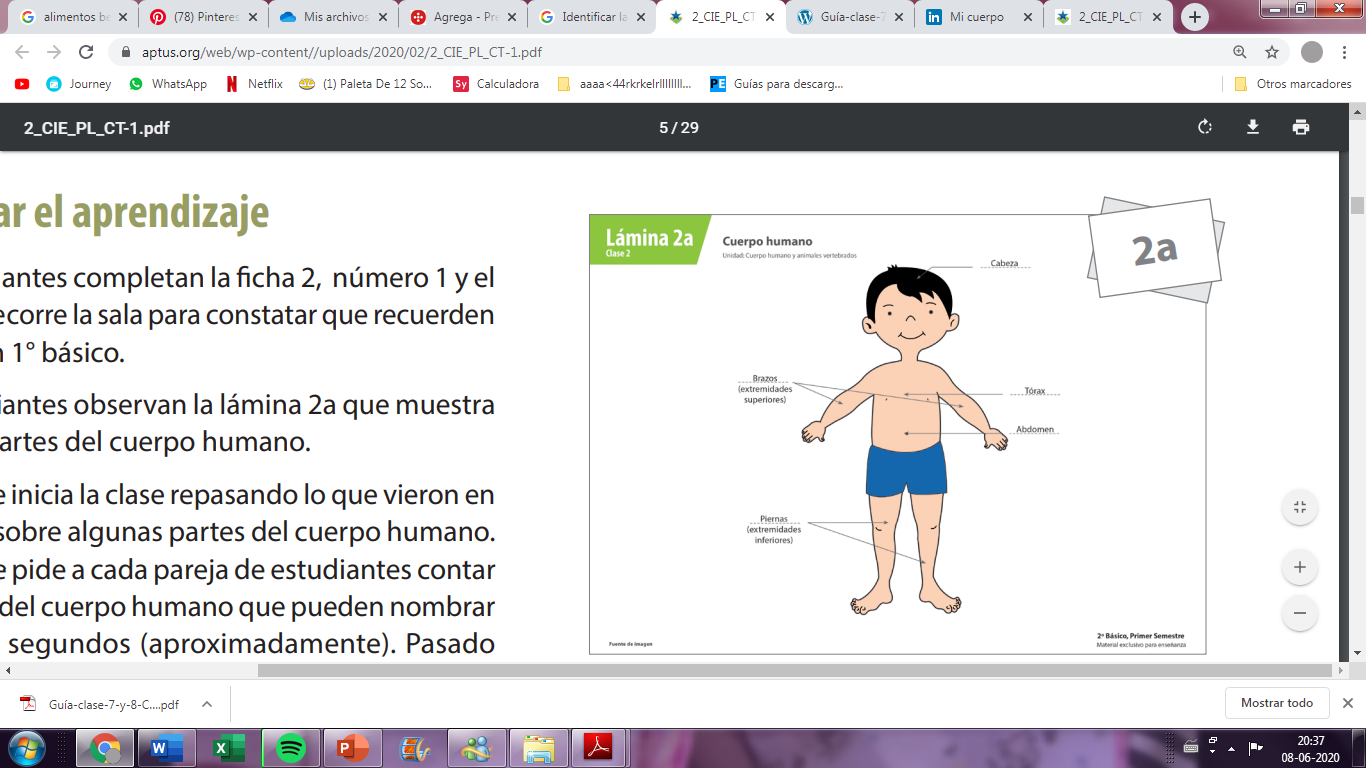 alimentos be
(78) Pinteres
Mis archivos
Agrega - Pre
Identificar la
2_CIE_PL_CT
Guía-clase-7
Mi cuerpo
2_CIE_PL_CT
aptus.org/web/wp-content//uploads/2020/02/2_CIE_PL_CT-1.pdf
Journey
WhatsApp
Netflix
(1) Paleta De 12 So...
Sy
Calculadora
aaaa<44rkrkelrllllllll...
PE
Guías para descarg...
Otros marcadores
2_CIE_PL_CT-1.pdf
5 / 29
ar el aprendizaje
antes completan la ficha 2, número 1 y el
ecorre la sala para constatar que recuerden
n 1° básico.
iantes observan la lámina 2a que muestra
artes del cuerpo humano.
e inicia la clase repasando lo que vieron en
sobre algunas partes del cuerpo humano.
e pide a cada pareja de estudiantes contar
del cuerpo humano que pueden nombrar
segundos (aproximadamente). Pasado
Lámina 2a
Clase 2
Cuerpo humano
Unidad: Cuerpo humano y animales vertebrados
2a
Cabeza
Brazos
(extremidades
superiores)
Tórax
Abdomen
Piernas
(extremidades
inferiores)
Fuente de imagen
2º Básico, Primer Semestre
Material exclusivo para enseñanza
Guía-clase-7-y-8-C....pdf
Mostrar todo
20:37
08-06-2020